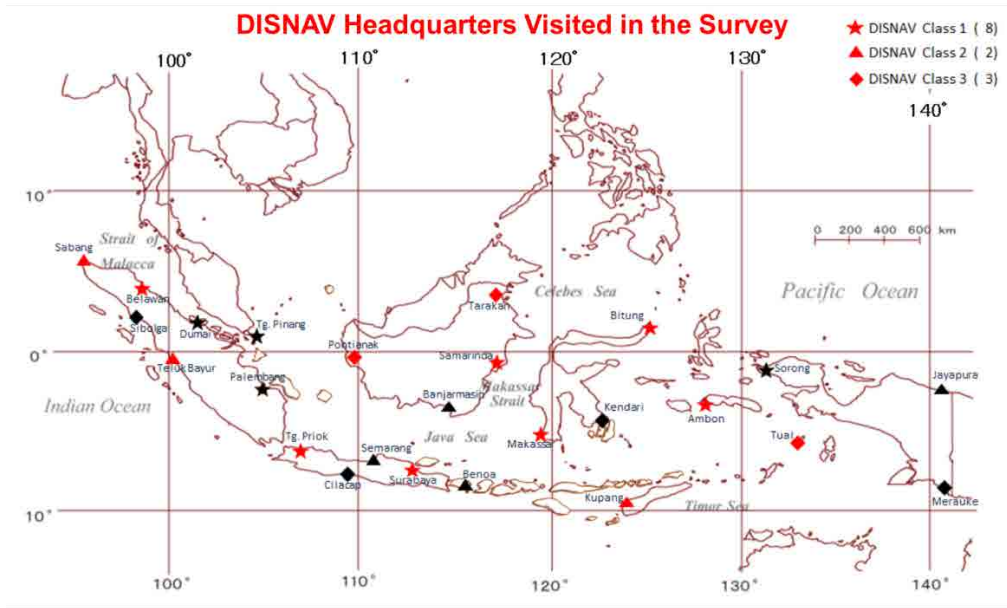 DISNAV Headquarters Visited in the Survey
DISNAV Class 1 ( 8)
DISNAV Class 2 ( 2)
DISNAV Class 3 ( 3)
100°
110°
120°
130°
140°
10°
0 200 400 600 km
Strait of
Malacca
Sabang
Belawan
Sibolga
Dumai
Tg. Pinang
Tarakan
Celebes Sea
Pacific Ocean
Bitung
0°
Pontianak
Samarinda
Teluk Bayur
Palembang
Sorong
Jayapura
Makassar
Strait
Banjarmasin
Indian Ocean
Kendari
Ambon
Java Sea
Tg. Priok
Makassar
Tual
Semarang
Cilacap
Surabaya
Benoa
Kupang
Timor Sea
Merauke
10°
100°
110°
120°
130°
140°